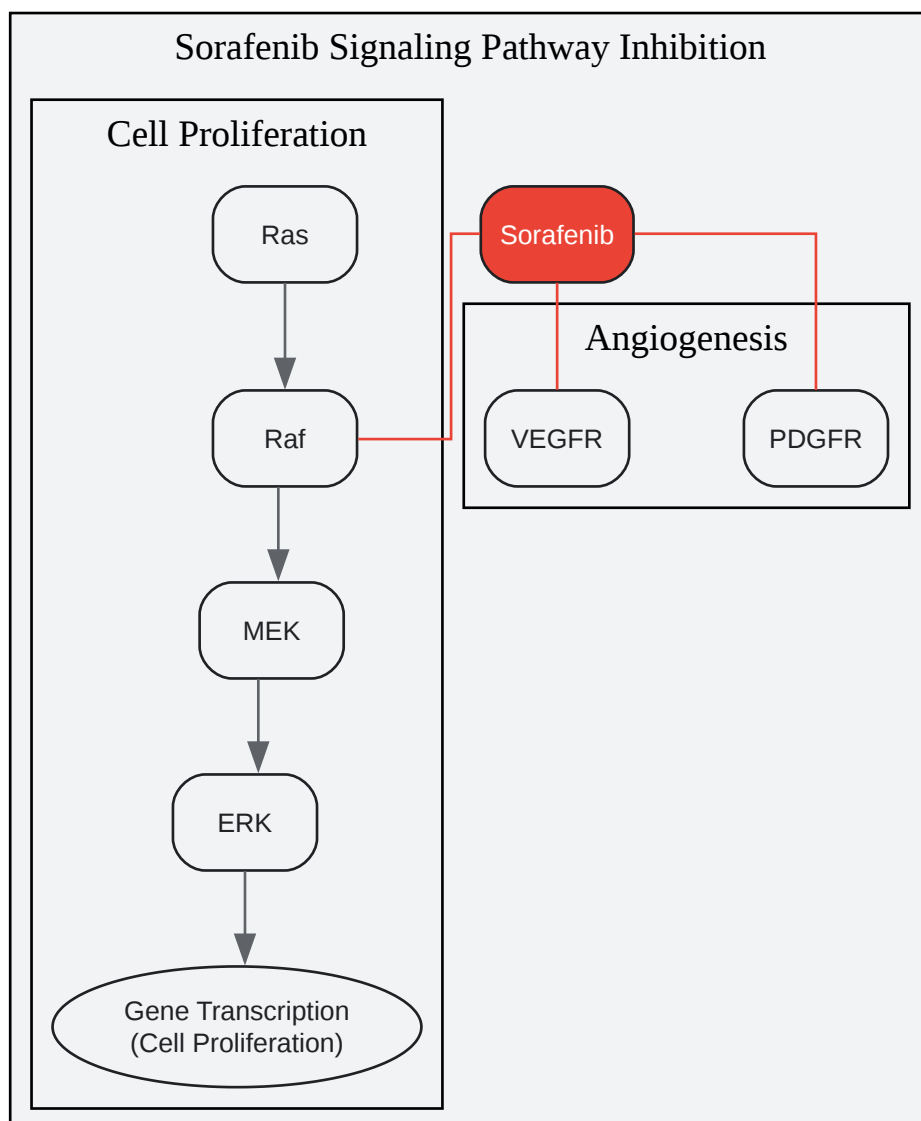 Sorafenib Signaling Pathway Inhibition
Cell Proliferation
Ras
Sorafenib
Angiogenesis
Raf
VEGFR
PDGFR
MEK
ERK
Gene Transcription
(Cell Proliferation)